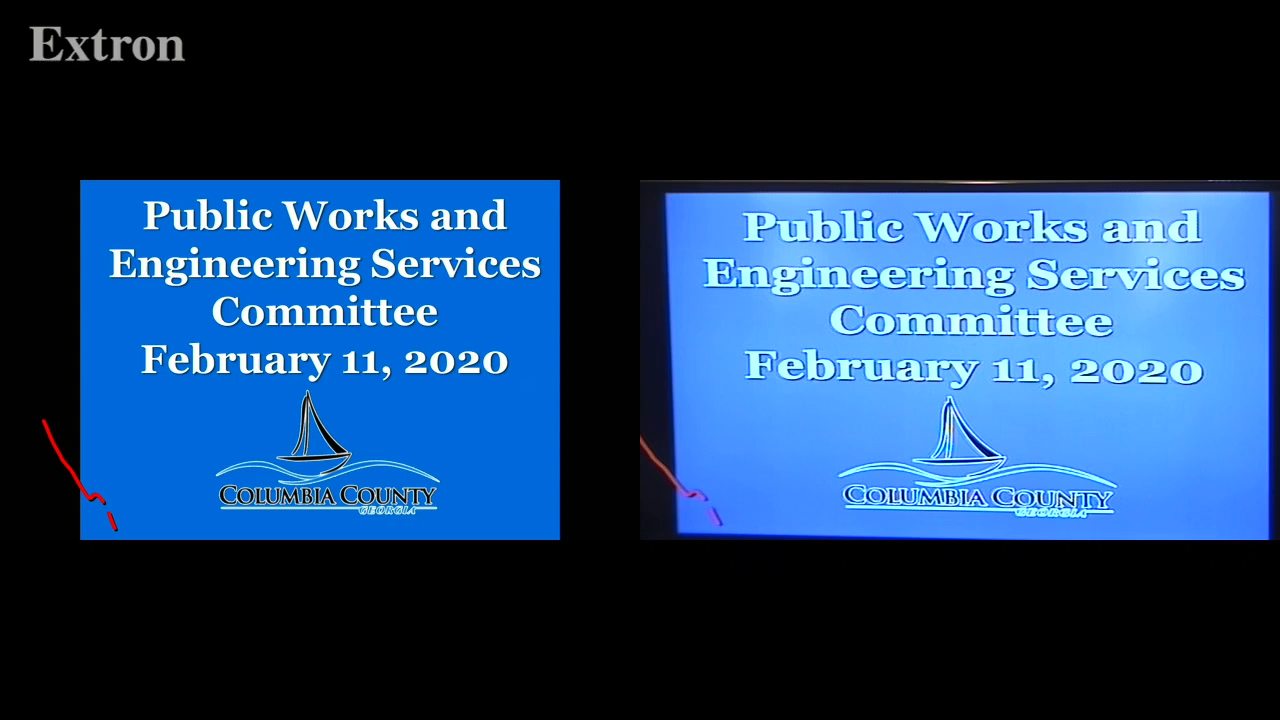 Extron
Public Works and
Engineering Services
Committee
February 11, 2020
COLUMBIA COUNTY
GEORGIA
Public Works and
Engineering Services
Committee
February 11, 2020
COLUMBIA COUNTY
GEORGIA